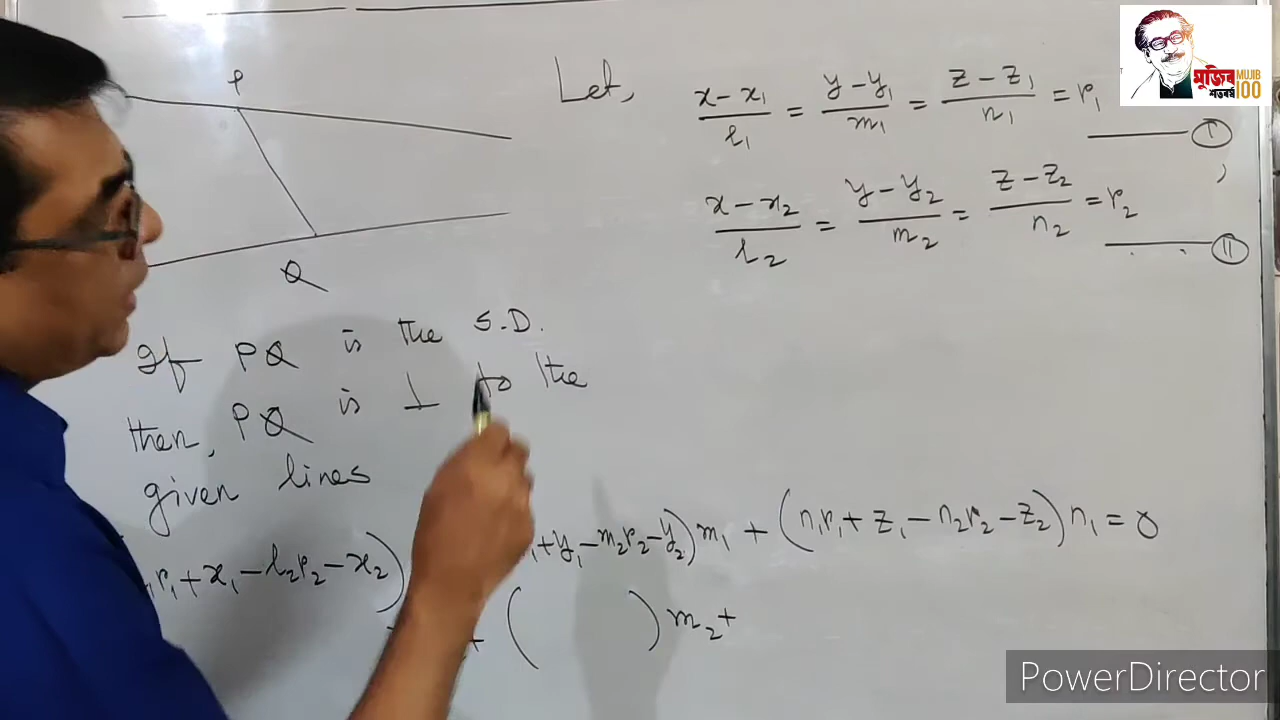 P
Q
Let, x - x₁ / l₁ = y - y₁ / m₁ = z - z₁ / n₁ = r₁ —— I ,
x - x₂ / l₂ = y - y₂ / m₂ = z - z₂ / n₂ = r₂ —— II
If PQ is the S.D.
then, PQ is ⊥ to the
given lines
r₁ + x₁ - l₂r₂ - x₂) + y₁ - m₂r₂ - y₂) m₁ + (n₁r₁ + z₁ - n₂r₂ - z₂) n₁ = 0
+ ( ) m₂ +
মুজিব MUJIB
শতবর্ষ 100
PowerDirector